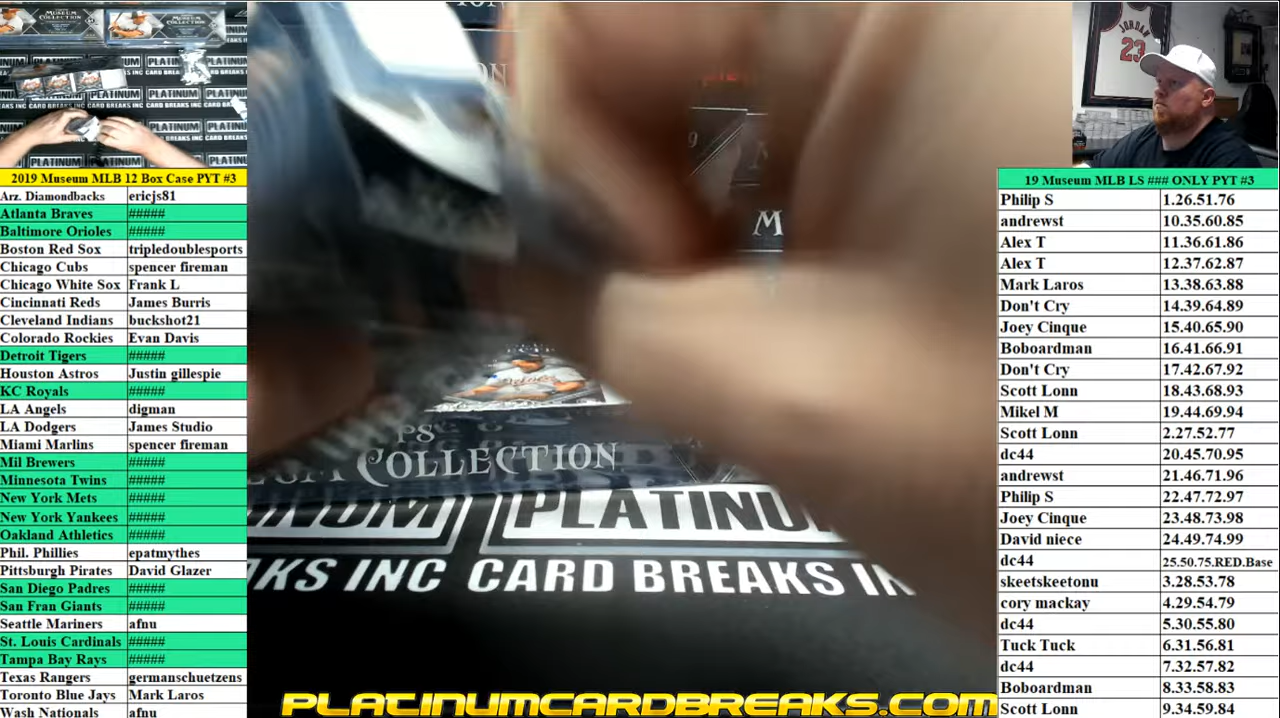 MUSEUM
COLLECTION
JORDAN
23
PLATINUM
CARD BREAKS INC
PLATINUM
2019 Museum MLB 12 Box Case PYT #3
Arz. Diamondbacks ericjs81
Atlanta Braves #####
Baltimore Orioles #####
Boston Red Sox tripledoublesports
Chicago Cubs spencer fireman
Chicago White Sox Frank L
Cincinnati Reds James Burris
Cleveland Indians buckshot21
Colorado Rockies Evan Davis
Detroit Tigers #####
Houston Astros Justin gillespie
KC Royals #####
LA Angels digman
LA Dodgers James Studio
Miami Marlins spencer fireman
Mil Brewers #####
Minnesota Twins #####
New York Mets #####
New York Yankees #####
Oakland Athletics #####
Phil. Phillies epatmythes
Pittsburgh Pirates David Glazer
San Diego Padres #####
San Fran Giants #####
Seattle Mariners afnu
St. Louis Cardinals #####
Tampa Bay Rays #####
Texas Rangers germanschuetzens
Toronto Blue Jays Mark Laros
Wash Nationals afnu
M
COLLECTION
INUM PLATINU
AKS INC CARD BREAKS IN
PLATINUMCARDBREAKS.COM
19 Museum MLB LS ### ONLY PYT #3
Philip S 1.26.51.76
andrewst 10.35.60.85
Alex T 11.36.61.86
Alex T 12.37.62.87
Mark Laros 13.38.63.88
Don't Cry 14.39.64.89
Joey Cinque 15.40.65.90
Boboardman 16.41.66.91
Don't Cry 17.42.67.92
Scott Lonn 18.43.68.93
Mikel M 19.44.69.94
Scott Lonn 2.27.52.77
dc44 20.45.70.95
andrewst 21.46.71.96
Philip S 22.47.72.97
Joey Cinque 23.48.73.98
David niece 24.49.74.99
dc44 25.50.75.RED.Base
skeetskeetonu 3.28.53.78
cory mackay 4.29.54.79
dc44 5.30.55.80
Tuck Tuck 6.31.56.81
dc44 7.32.57.82
Boboardman 8.33.58.83
Scott Lonn 9.34.59.84